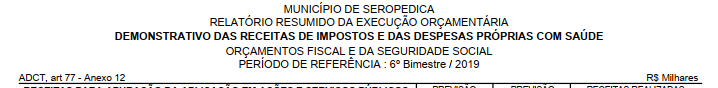 MUNICÍPIO DE SEROPEDICA
RELATÓRIO RESUMIDO DA EXECUÇÃO ORÇAMENTÁRIA
DEMONSTRATIVO DAS RECEITAS DE IMPOSTOS E DAS DESPESAS PRÓPRIAS COM SAÚDE
ORÇAMENTOS FISCAL E DA SEGURIDADE SOCIAL
PERÍODO DE REFERÊNCIA : 6º Bimestre / 2019
ADCT, art 77 - Anexo 12 R$ Milhares